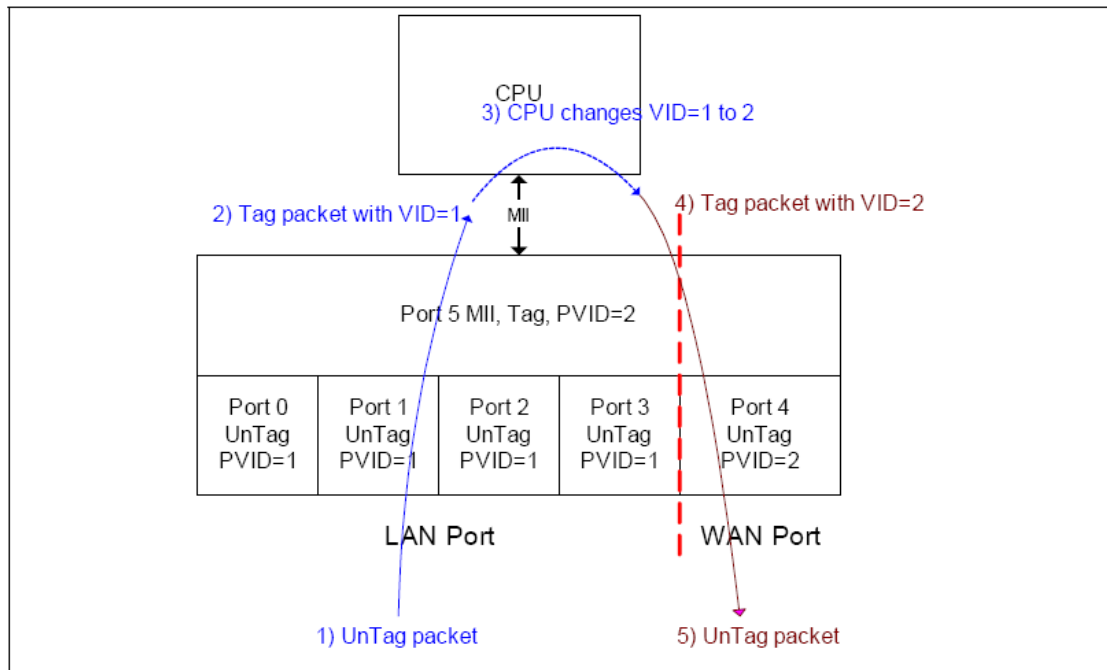 CPU
3) CPU changes VID=1 to 2
2) Tag packet with VID=1
MII
4) Tag packet with VID=2
Port 5 MII, Tag, PVID=2
Port 0
UnTag
PVID=1
Port 1
UnTag
PVID=1
Port 2
UnTag
PVID=1
Port 3
UnTag
PVID=1
Port 4
UnTag
PVID=2
LAN Port
WAN Port
1) UnTag packet
5) UnTag packet